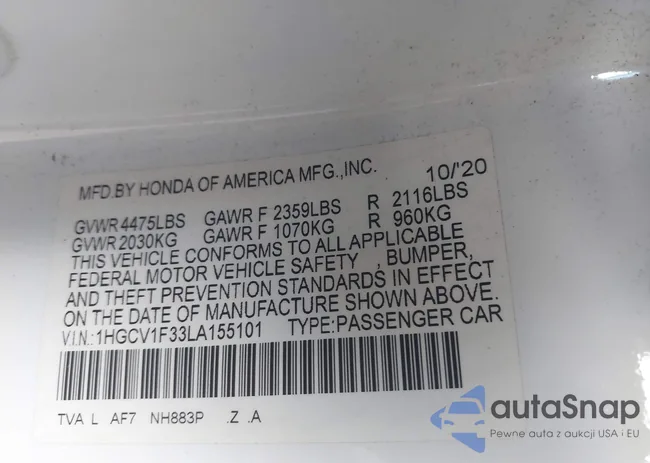 MFD.BY HONDA OF AMERICA MFG.,INC. 10/'20
GVWR 4475LBS GAWR F 2359LBS R 2116LBS
GVWR 2030KG GAWR F 1070KG R 960KG
THIS VEHICLE CONFORMS TO ALL APPLICABLE
FEDERAL MOTOR VEHICLE SAFETY , BUMPER,
AND THEFT PREVENTION STANDARDS IN EFFECT
ON THE DATE OF MANUFACTURE SHOWN ABOVE.
V.I.N.: 1HGCV1F33LA155101 TYPE:PASSENGER CAR
TVA L AF7 NH883P .Z .A
autaSnap
Pewne auta z aukcji USA i EU